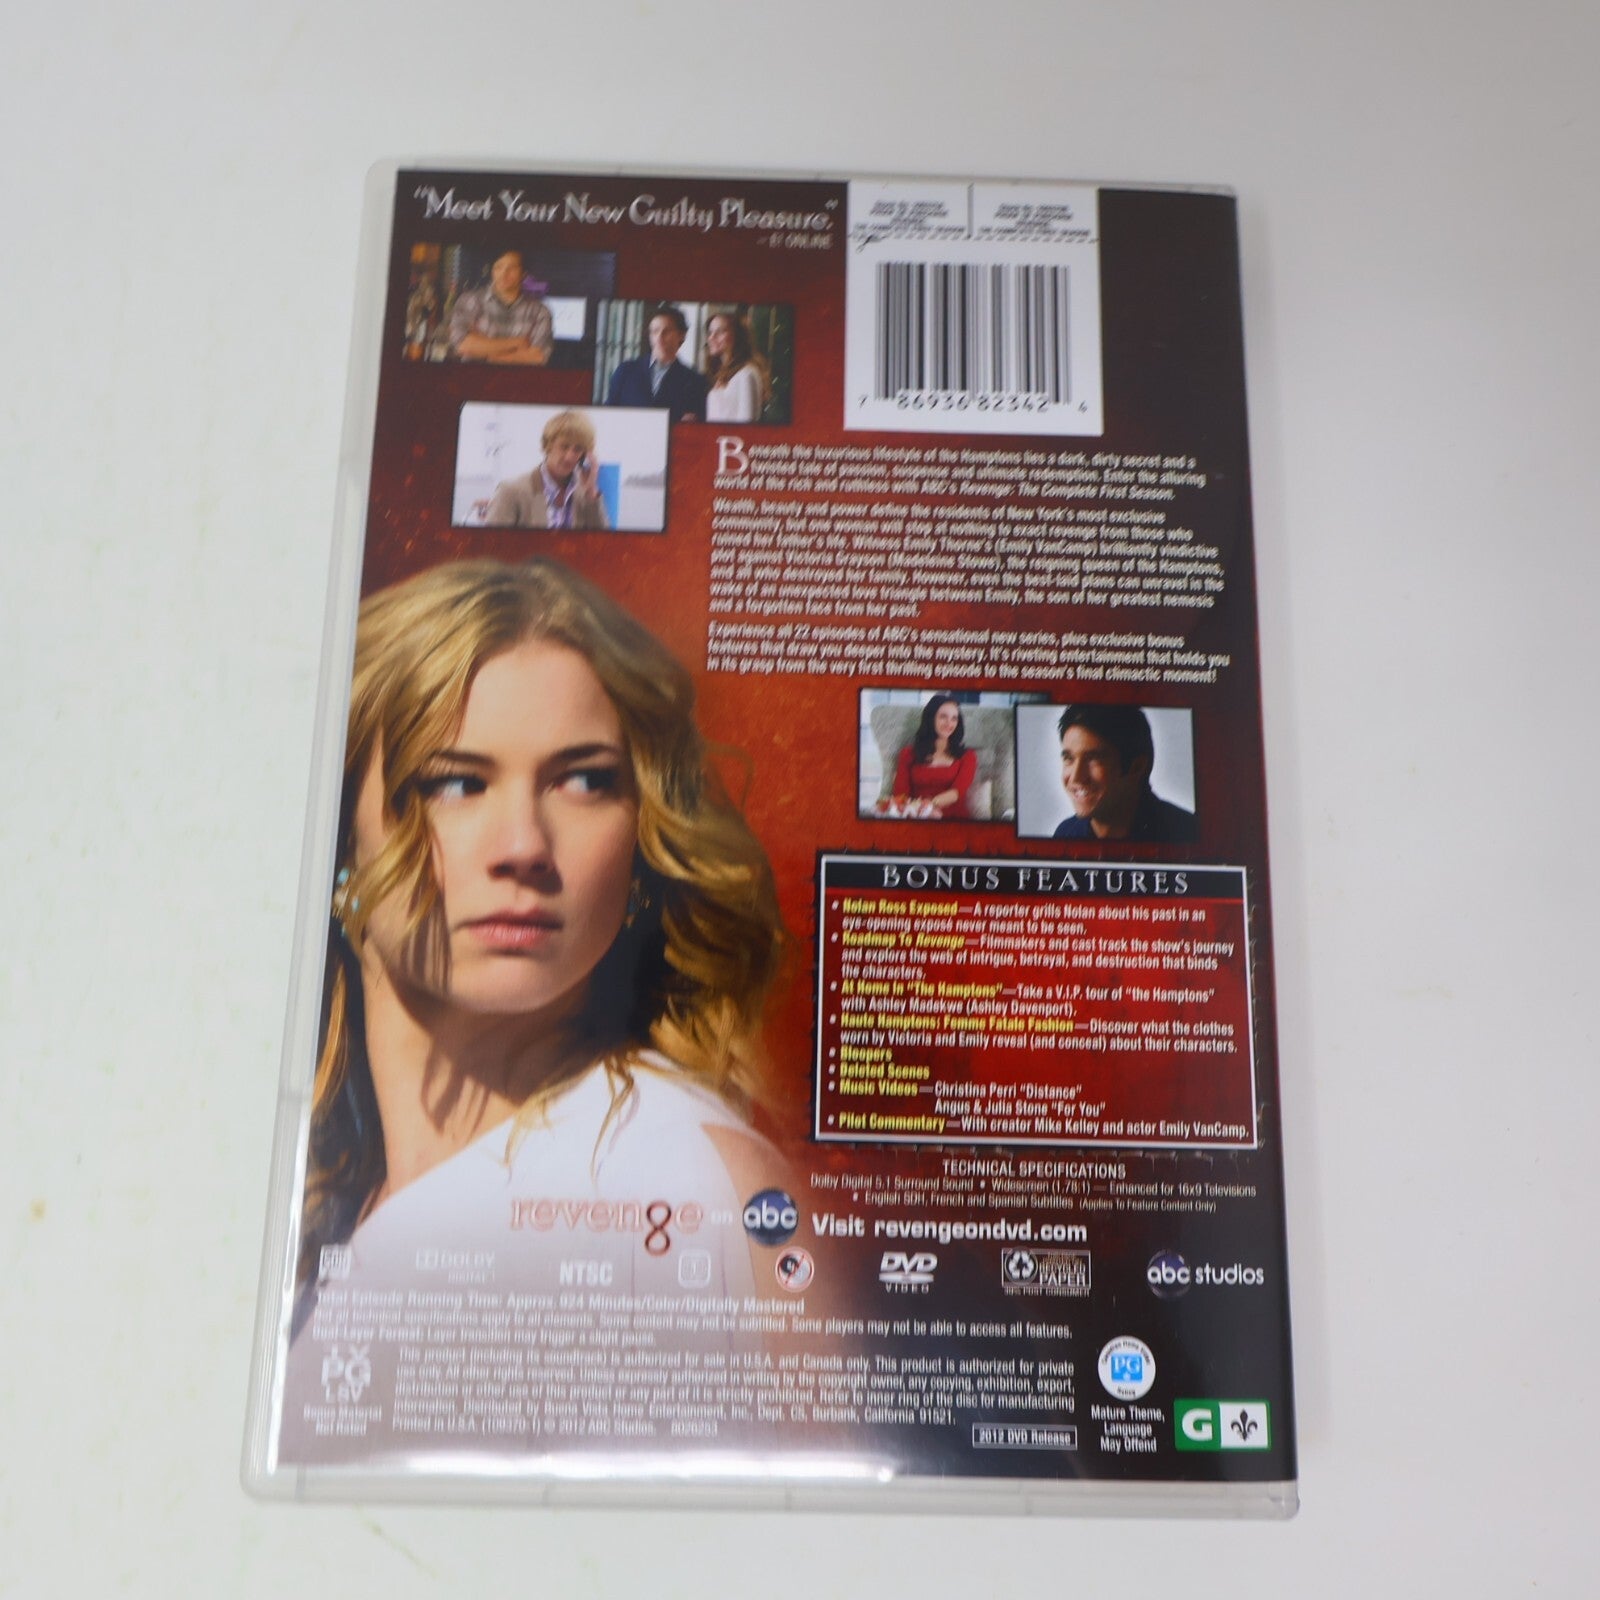 "Meet Your New Guilty Pleasure."
— E! ONLINE
7 86936 82342 4
Beneath the luxurious lifestyle of the Hamptons lies a dark, dirty secret and a
twisted tale of passion, suspense and ultimate redemption. Enter the alluring
world of the rich and ruthless with ABC's Revenge: The Complete First Season.
Wealth, beauty and power define the residents of New York's most exclusive
community, but one woman will stop at nothing to exact revenge from those who
ruined her father's life. Witness Emily Thorne's (Emily VanCamp) brilliantly vindictive
plot against Victoria Grayson (Madeleine Stowe), the reigning queen of the Hamptons,
and all who destroyed her family. However, even the best-laid plans can unravel in the
wake of an unexpected love triangle between Emily, the son of her greatest nemesis
and a forgotten face from her past.
Experience all 22 episodes of ABC's sensational new series, plus exclusive bonus
features that draw you deeper into the mystery. It's riveting entertainment that holds you
in its grasp from the very first thrilling episode to the season's final climactic moment!
BONUS FEATURES
• Nolan Ross Exposed—A reporter grills Nolan about his past in an
eye-opening exposé never meant to be seen.
• Roadmap To Revenge—Filmmakers and cast track the show's journey
and explore the web of intrigue, betrayal, and destruction that binds
the characters.
• At Home In "The Hamptons"—Take a V.I.P. tour of "the Hamptons"
with Ashley Madekwe (Ashley Davenport).
• Haute Hamptons: Femme Fatale Fashion—Discover what the clothes
worn by Victoria and Emily reveal (and conceal) about their characters.
• Bloopers
• Deleted Scenes
• Music Videos—Christina Perri "Distance"
Angus & Julia Stone "For You"
• Pilot Commentary—With creator Mike Kelley and actor Emily VanCamp.
TECHNICAL SPECIFICATIONS
Dolby Digital 5.1 Surround Sound • Widescreen (1.78:1) — Enhanced for 16x9 Televisions
• English SDH, French and Spanish Subtitles (Applies To Feature Content Only)
revenge on abc Visit revengeondvd.com
DOLBY
DIGITAL
NTSC
1
DVD
VIDEO
PAPER
abc studios
Episode Running Time: Approx. 924 Minutes/Color/Digitally Mastered
Not all technical specifications apply to all elements. Some content may not be subtitled. Some players may not be able to access all features.
Dual-Layer Format: Layer transition may trigger a slight pause.
PG
LSV
Bonus Material
Not Rated
This product (including its soundtrack) is authorized for sale in U.S.A. and Canada only. This product is authorized for private
use only. All other rights reserved. Unless expressly authorized in writing by the copyright owner, any copying, exhibition, export,
distribution or other use of this product or any part of it is strictly prohibited. Refer to inner ring of the disc for manufacturing
information. Distributed by Buena Vista Home Entertainment, Inc., Dept. CS, Burbank, California 91521.
Printed in U.S.A. © 2012 ABC Studios.
2012 DVD Release
PG
Mature Theme,
Language
May Offend
G